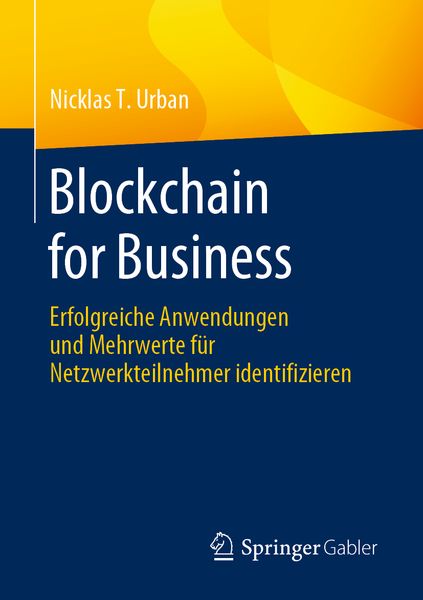 Nicklas T. Urban
Blockchain
for Business
Erfolgreiche Anwendungen
und Mehrwerte für
Netzwerkteilnehmer identifizieren
Springer Gabler